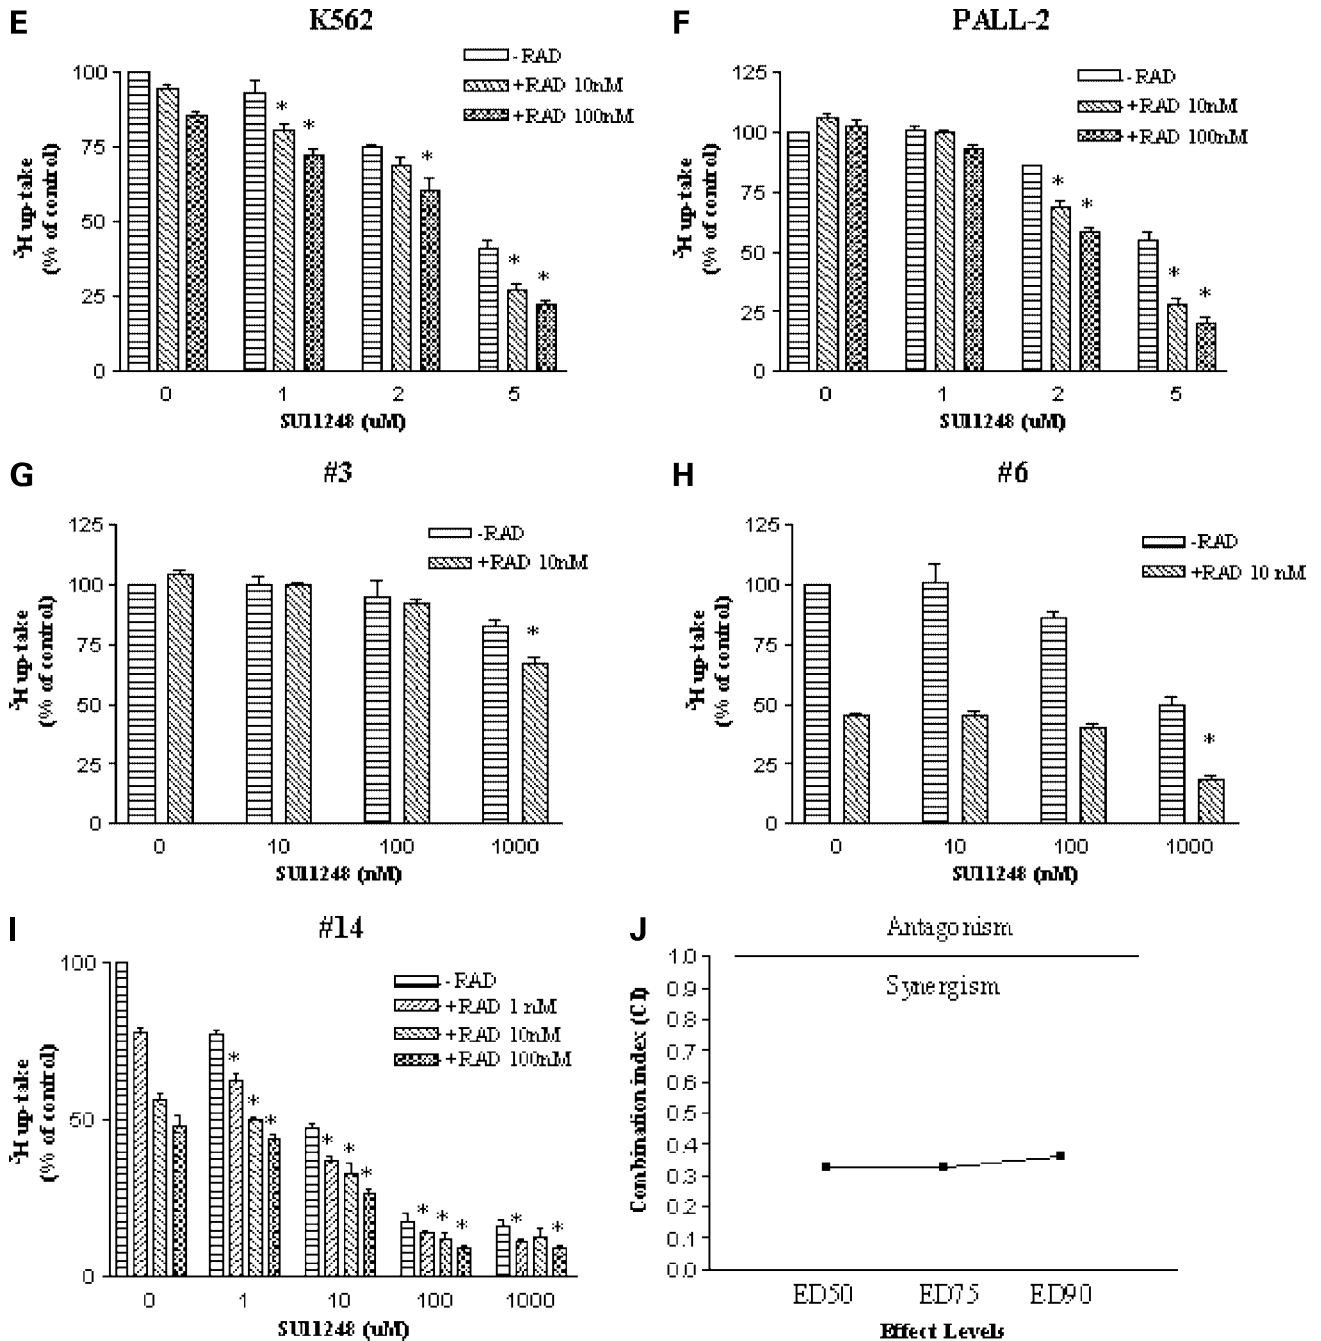 E
K562
-RAD
+RAD 10nM
+RAD 100nM
100
75
50
25
0
³H up-take
(% of control)
* * * * *
0 1 2 5
SU11248 (uM)
F
PALL-2
-RAD
+RAD 10nM
+RAD 100nM
125
100
75
50
25
0
³H up-take
(% of control)
* * * *
0 1 2 5
SU11248 (uM)
G
#3
-RAD
+RAD 10nM
125
100
75
50
25
0
³H up-take
(% of control)
*
0 10 100 1000
SU11248 (nM)
H
#6
-RAD
+RAD 10 nM
125
100
75
50
25
0
³H up-take
(% of control)
*
0 10 100 1000
SU11248 (nM)
I
#14
- RAD
+RAD 1 nM
+RAD 10nM
+RAD 100nM
100
50
0
³H up-take
(% of control)
* * * * * * * * * * *
0 1 10 100 1000
SU11248 (uM)
J
Antagonism
Synergism
1.0
0.9
0.8
0.7
0.6
0.5
0.4
0.3
0.2
0.1
0.0
Combination index (CI)
ED50 ED75 ED90
Effect Levels